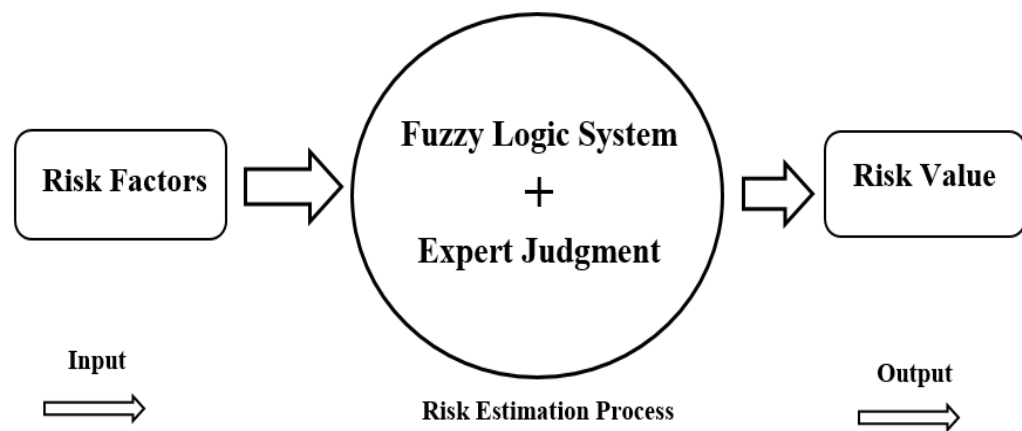 Risk Factors
Fuzzy Logic System
+
Expert Judgment
Risk Value
Input
Risk Estimation Process
Output